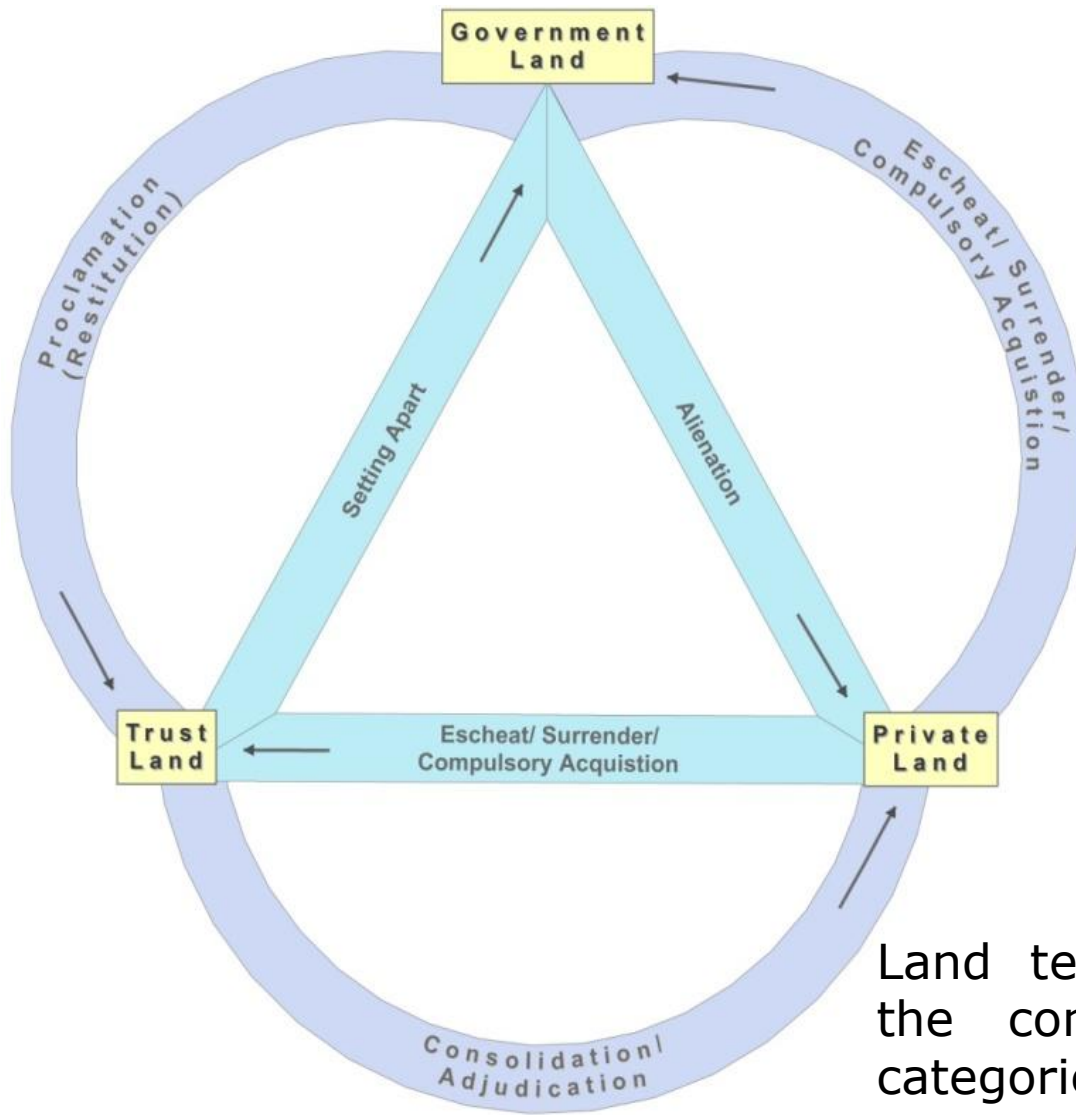 Government
Land
Proclamation
(Restitution)
Escheat/ Surrender/
Compulsory Acquistion
Setting Apart
Alienation
Trust
Land
Escheat/ Surrender/
Compulsory Acquistion
Private
Land
Consolidation/
Adjudication
Land te
the con
categorie